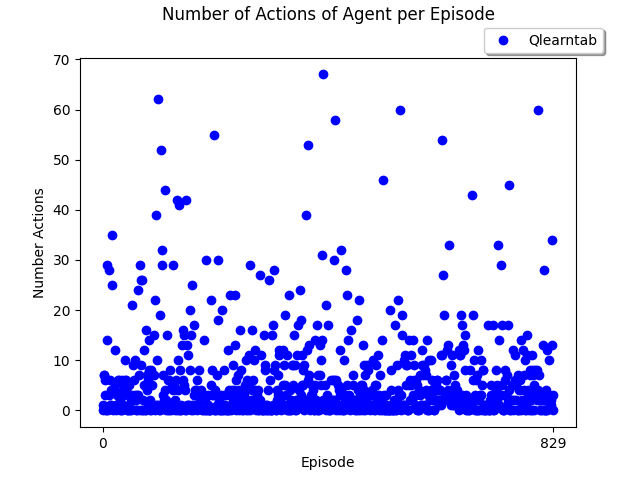 Number of Actions of Agent per Episode
Qlearntab
70
60
50
40
30
20
10
0
Number Actions
0 829
Episode